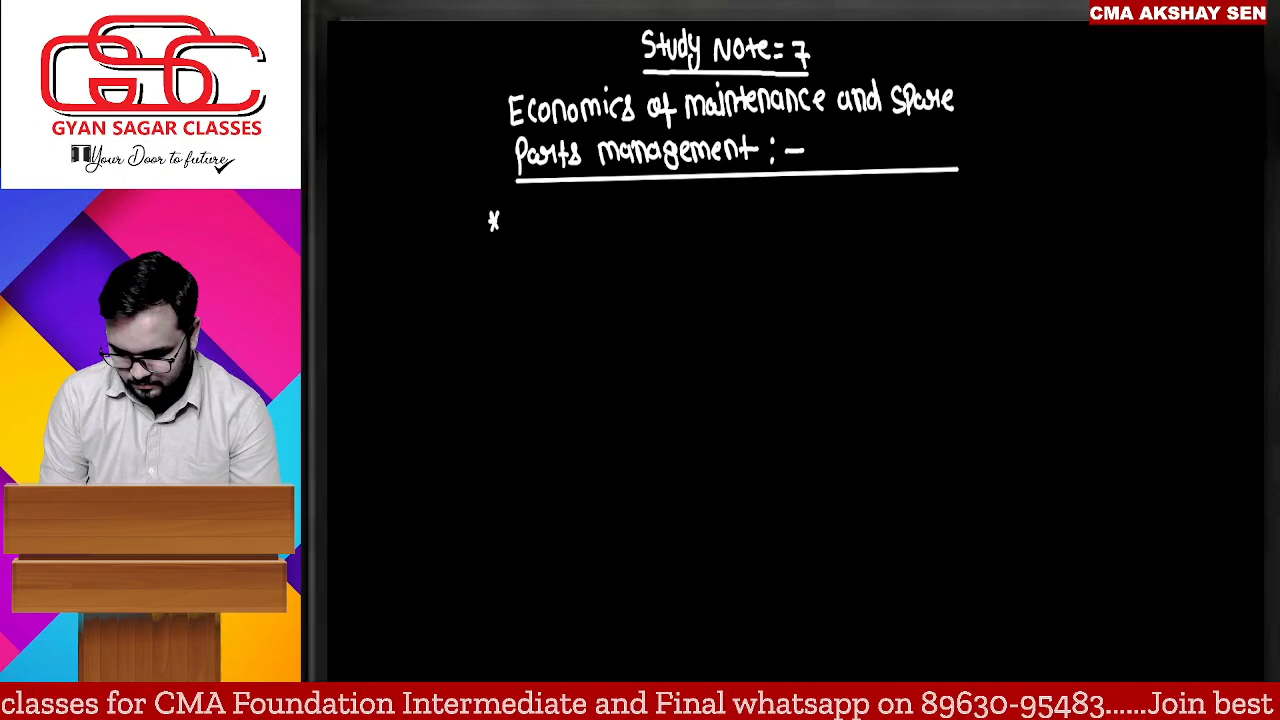 CMA AKSHAY SEN
GSC
GYAN SAGAR CLASSES
Your Door to future
Study Note = 7
Economics of maintenance and spare
Parts management : -
*
classes for CMA Foundation Intermediate and Final whatsapp on 89630-95483......Join best